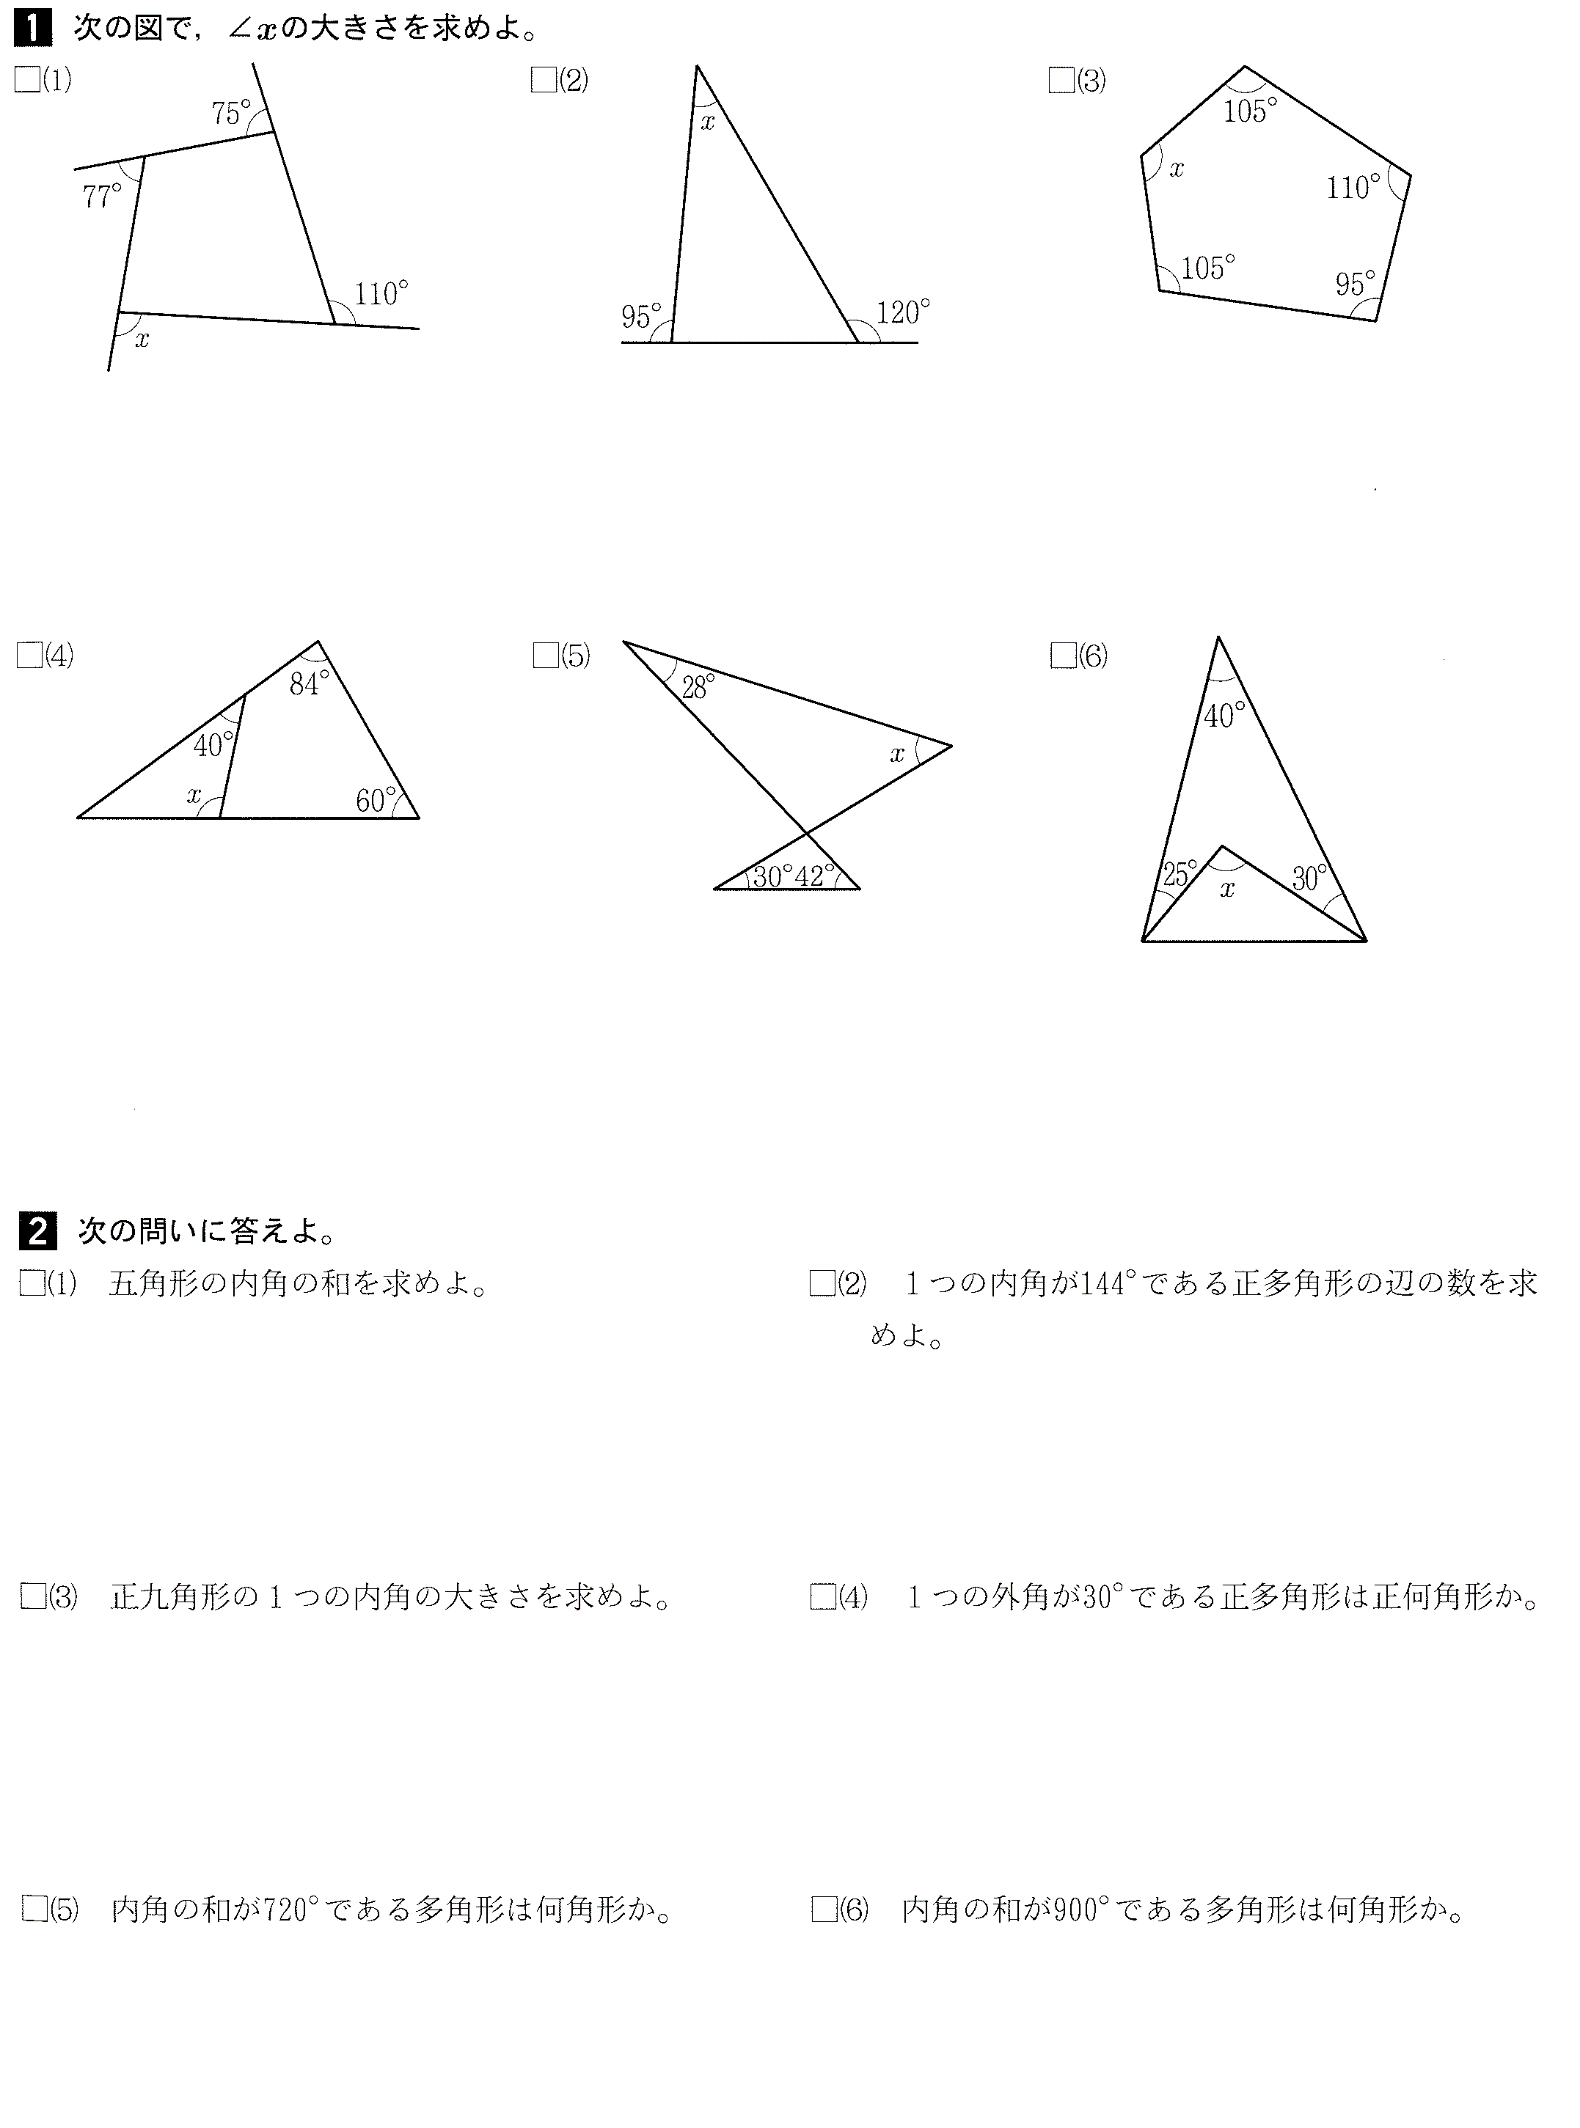 1 次の図で，∠xの大きさを求めよ。
□(1)
75°
77°
110°
x
□(2)
x
95°
120°
□(3)
105°
x
110°
105°
95°
□(4)
84°
40°
x
60°
□(5)
28°
x
30°42°
□(6)
40°
25°
x
30°
2 次の問いに答えよ。
□(1) 五角形の内角の和を求めよ。
□(2) 1つの内角が144°である正多角形の辺の数を求
めよ。
□(3) 正九角形の1つの内角の大きさを求めよ。
□(4) 1つの外角が30°である正多角形は正何角形か。
□(5) 内角の和が720°である多角形は何角形か。
□(6) 内角の和が900°である多角形は何角形か。